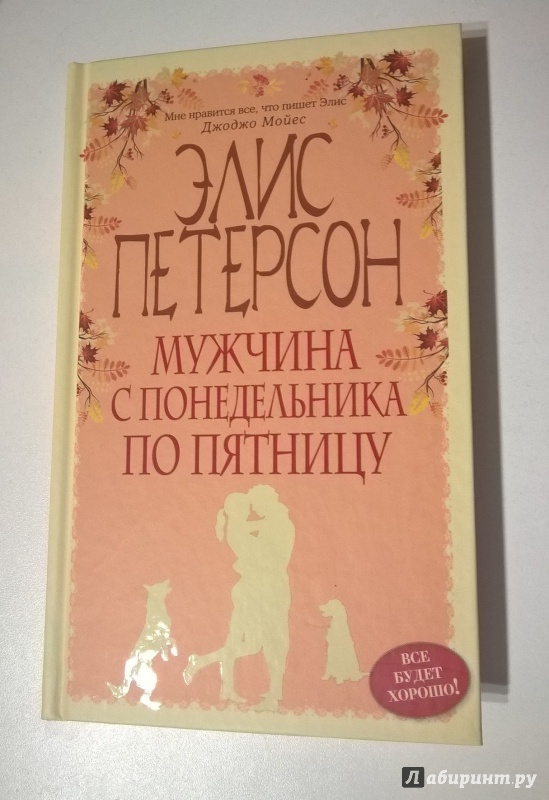 Мне нравится все, что пишет Элис
Джоджо Мойес
ЭЛИС
ПЕТЕРСОН
МУЖЧИНА
С ПОНЕДЕЛЬНИКА
ПО ПЯТНИЦУ
ВСЕ
БУДЕТ
ХОРОШО!
Лабиринт.ру